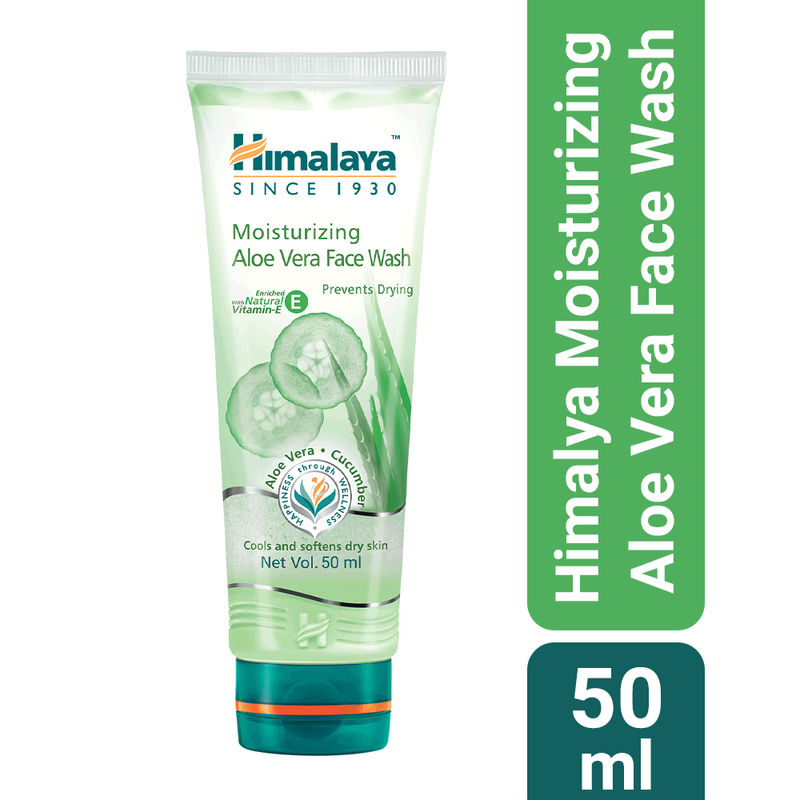 Himalaya™
SINCE 1930
Moisturizing
Aloe Vera Face Wash
Prevents Drying
Enriched
with Natural
Vitamin-E
E
Aloe Vera • Cucumber
HAPPINESS through WELLNESS
Cools and softens dry skin
Net Vol. 50 ml
H
Himalya Moisturizing
Aloe Vera Face Wash
50
ml